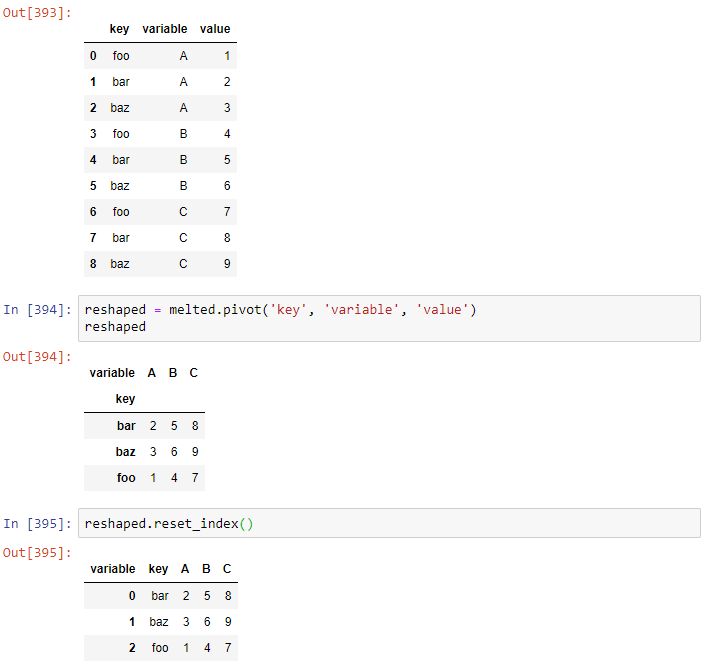 Out[393]:
key variable value
0 foo A 1
1 bar A 2
2 baz A 3
3 foo B 4
4 bar B 5
5 baz B 6
6 foo C 7
7 bar C 8
8 baz C 9
In [394]: reshaped = melted.pivot('key', 'variable', 'value')
reshaped
Out[394]:
variable A B C
key
bar 2 5 8
baz 3 6 9
foo 1 4 7
In [395]: reshaped.reset_index()
Out[395]:
variable key A B C
0 bar 2 5 8
1 baz 3 6 9
2 foo 1 4 7